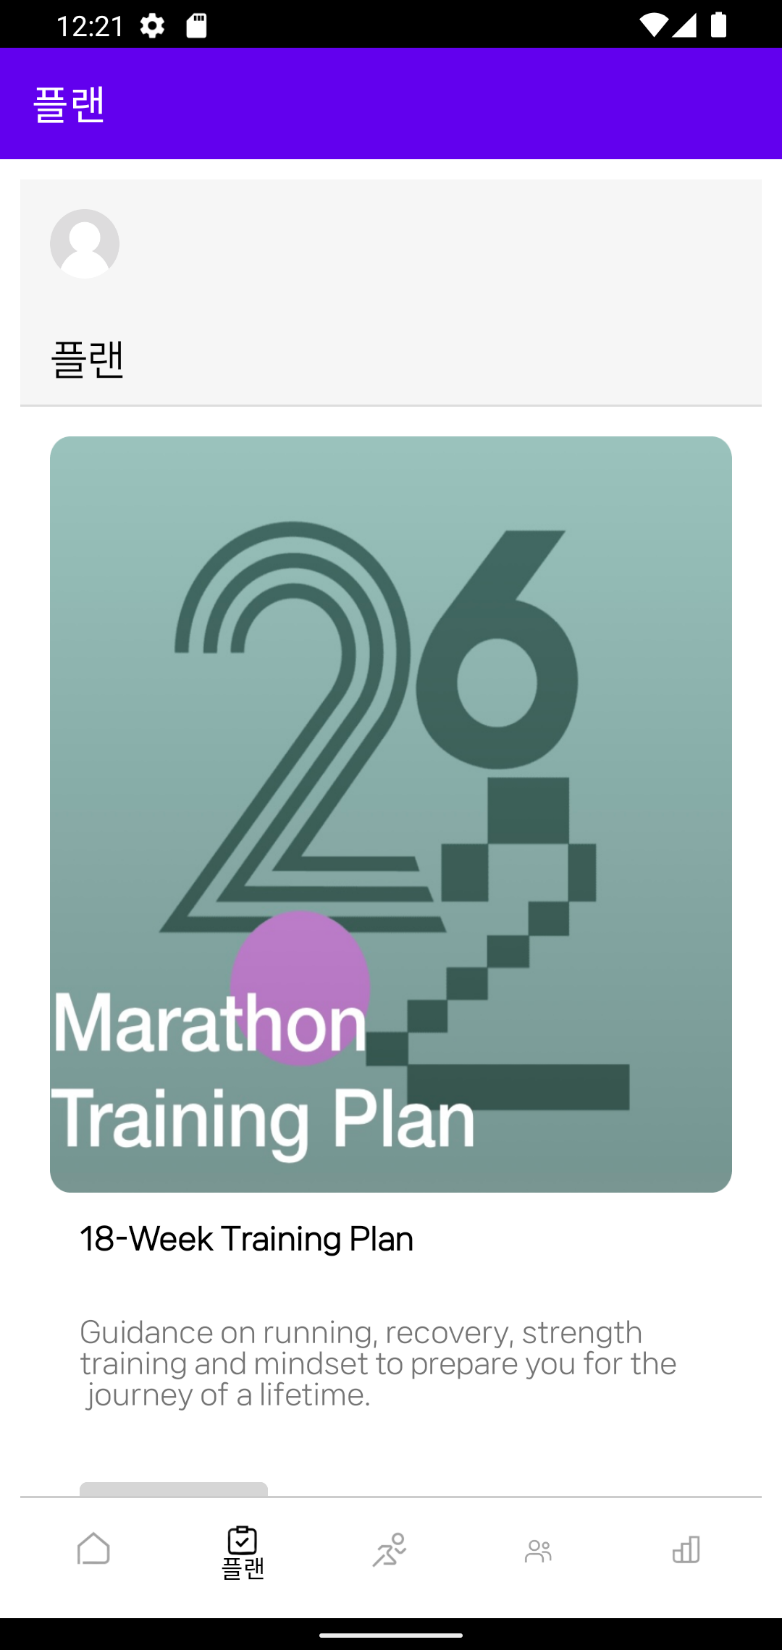 12:21
플랜
플랜
26
2
Marathon
Training Plan
18-Week Training Plan
Guidance on running, recovery, strength
training and mindset to prepare you for the
journey of a lifetime.
플랜